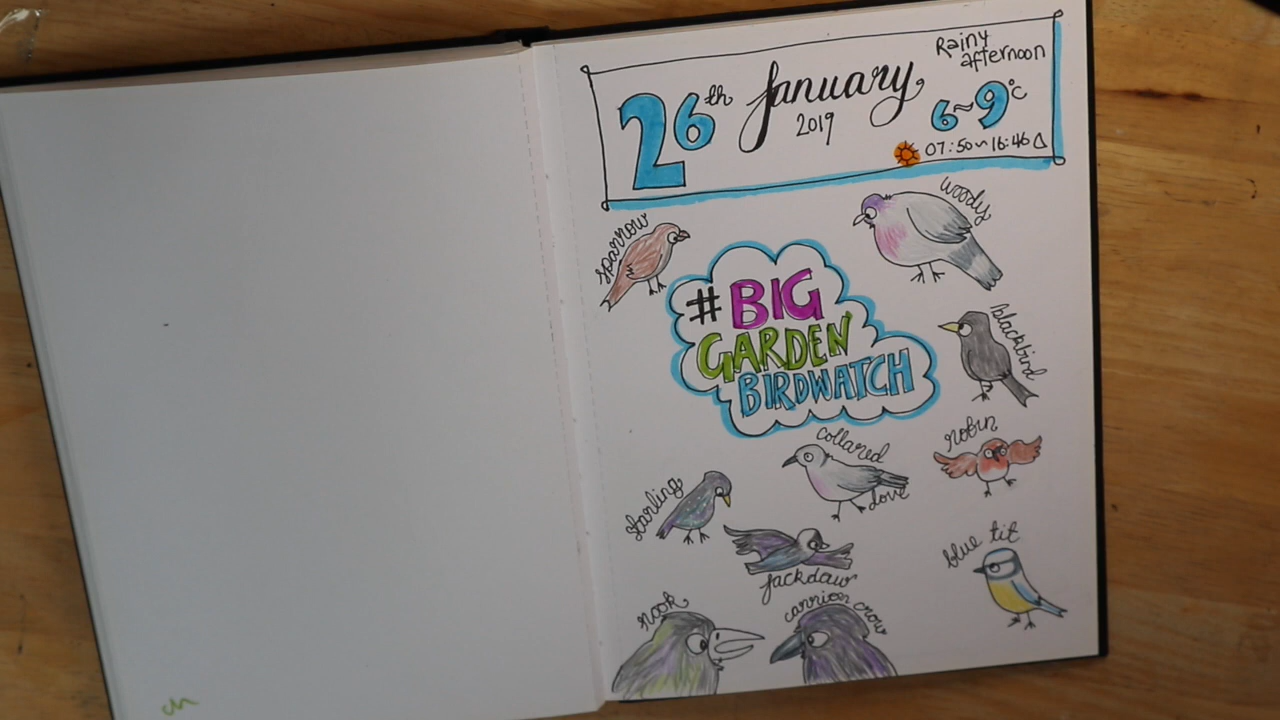 26th January
2019
Rainy
afternoon
6~9°C
07:50~16:46
sparrow
woody
#BIG
GARDEN
BIRDWATCH
blackbird
collared
dove
robin
starling
jackdaw
blue tit
rook
carrion crow